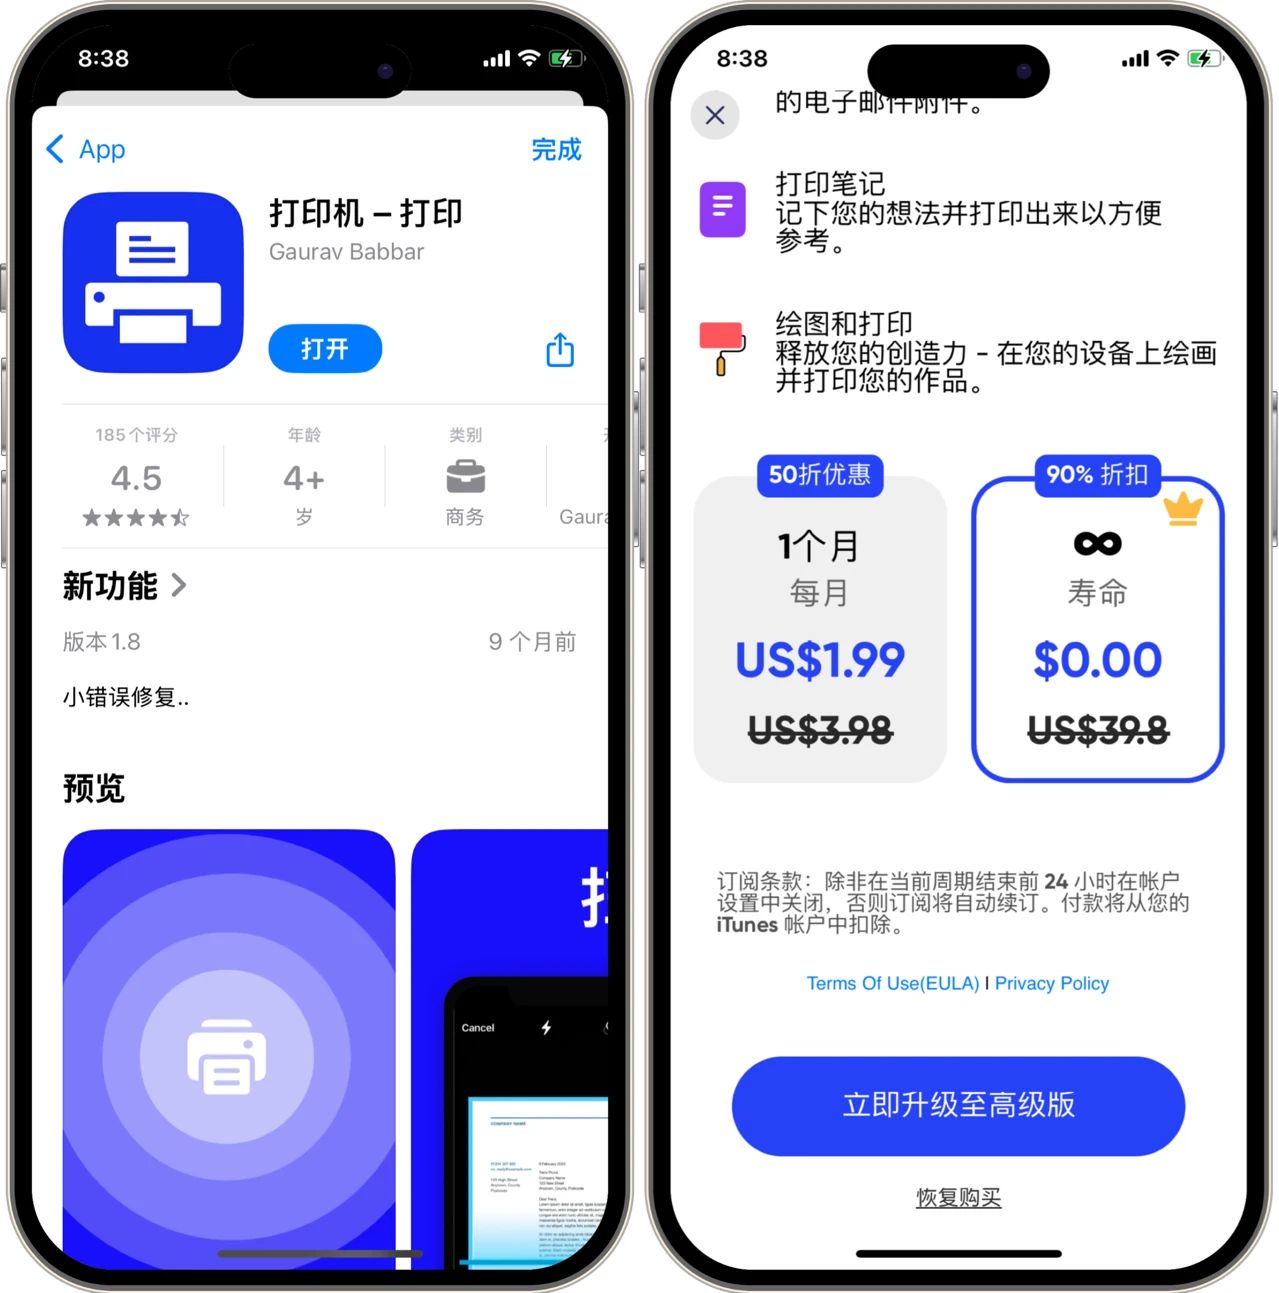 8:38
App
完成
打印机 – 打印
Gaurav Babbar
打开
185个评分
年龄
类别
4.5
4+
岁
商务
Gaura
新功能
版本 1.8
9 个月前
小错误修复..
预览
Cancel
COMPANY NAME
8:38
的电子邮件附件。
打印笔记
记下您的想法并打印出来以方便
参考。
绘图和打印
释放您的创造力 - 在您的设备上绘画
并打印您的作品。
50折优惠
90% 折扣
1个月
每月
寿命
US$1.99
$0.00
US$3.98
US$39.8
订阅条款：除非在当前周期结束前 24 小时在帐户
设置中关闭，否则订阅将自动续订。付款将从您的
iTunes 帐户中扣除。
Terms Of Use(EULA) | Privacy Policy
立即升级至高级版
恢复购买